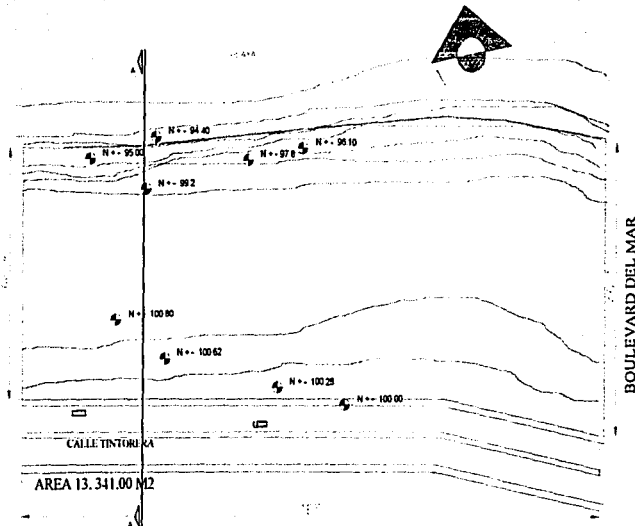 A
N +- 94.40
N +- 95.00
N +- 96.10
N +- 97.8
N +- 99.2
N +- 100.80
N +- 100.62
N +- 100.25
N +- 100.00
BOULEVARD DEL MAR
CALLE TINTORERA
AREA 13.341.00 M2
A